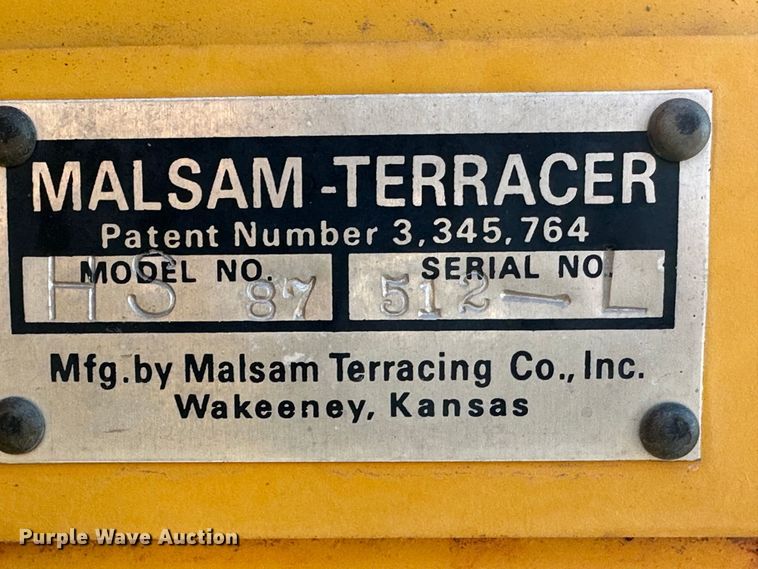 MALSAM-TERRACER
Patent Number 3,345,764
MODEL NO. SERIAL NO.
HS 87 512-L
Mfg. by Malsam Terracing Co., Inc.
Wakeeney, Kansas
Purple Wave Auction